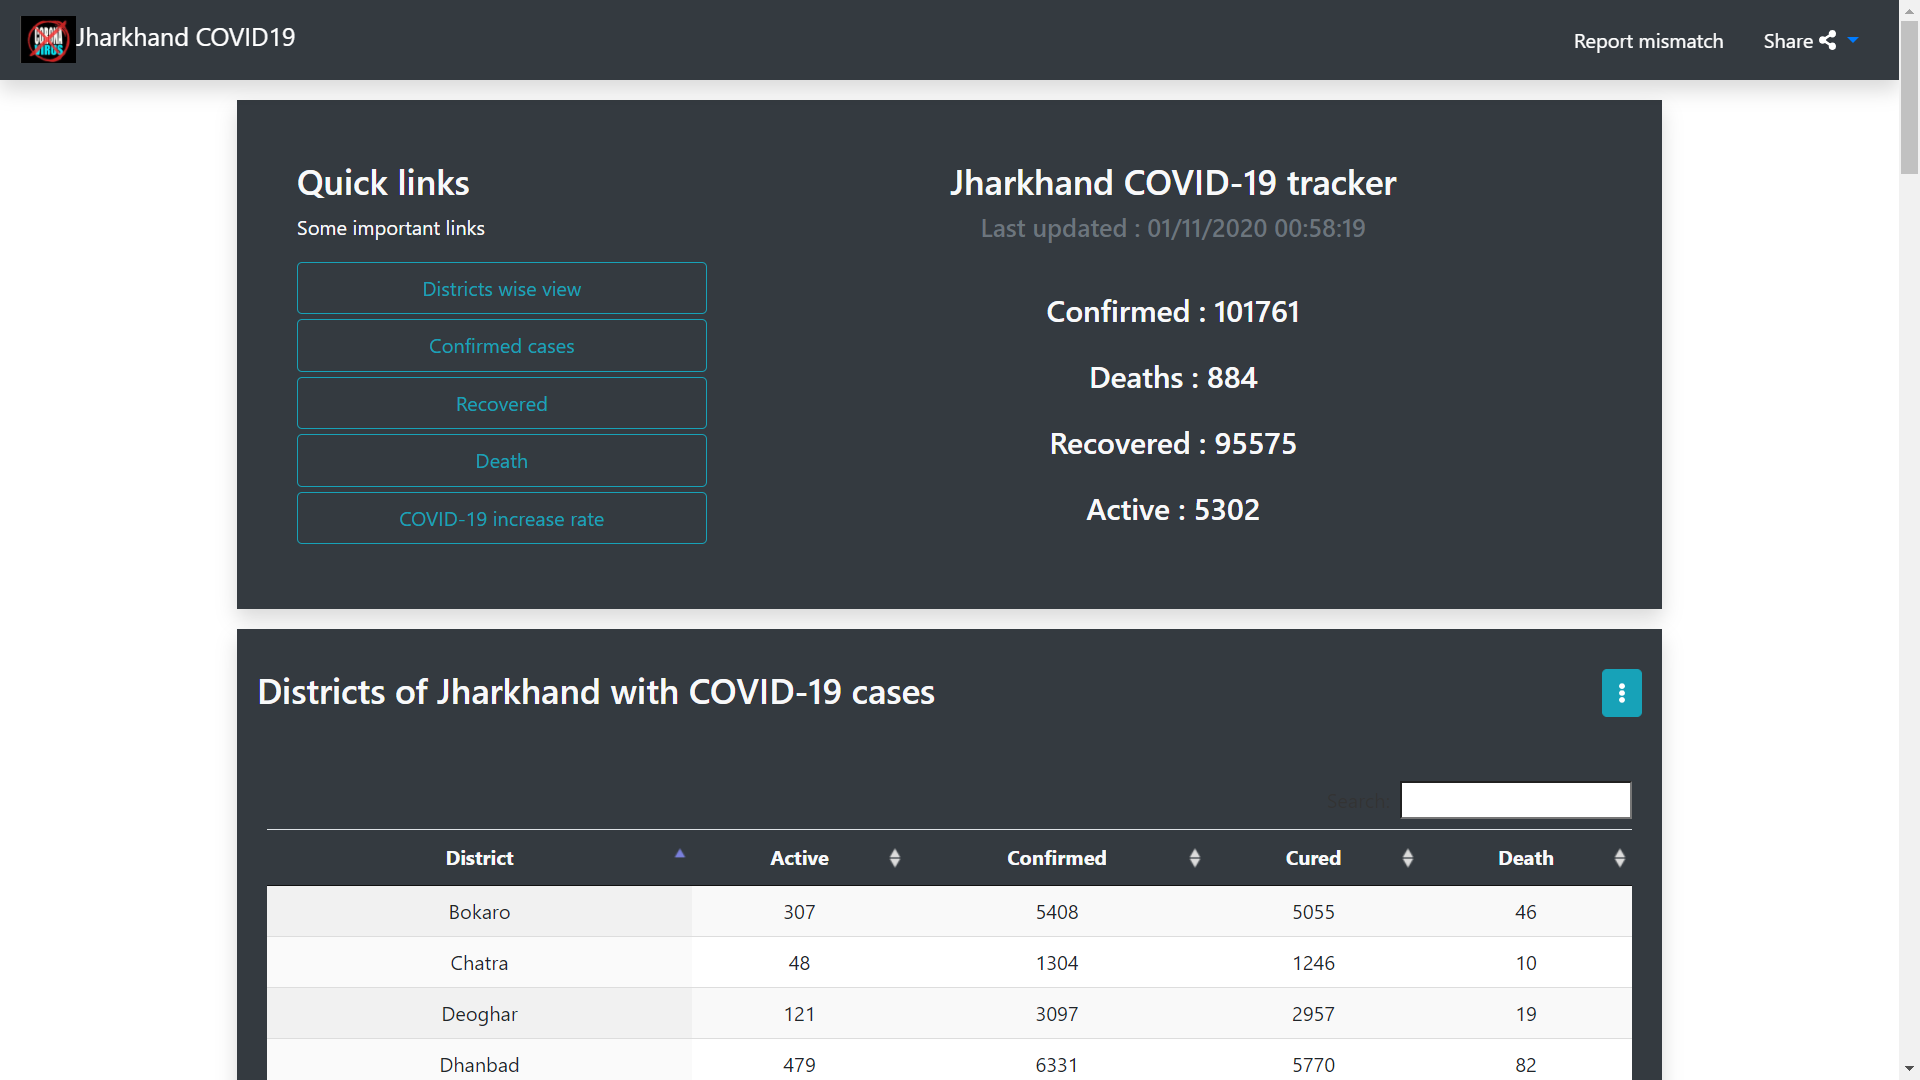 CORONA VIRUS Jharkhand COVID19
Report mismatch
Share
Quick links
Some important links
Districts wise view
Confirmed cases
Recovered
Death
COVID-19 increase rate
Jharkhand COVID-19 tracker
Last updated : 01/11/2020 00:58:19
Confirmed : 101761
Deaths : 884
Recovered : 95575
Active : 5302
Districts of Jharkhand with COVID-19 cases
Search:
District Active Confirmed Cured Death
Bokaro 307 5408 5055 46
Chatra 48 1304 1246 10
Deoghar 121 3097 2957 19
Dhanbad 479 6331 5770 82